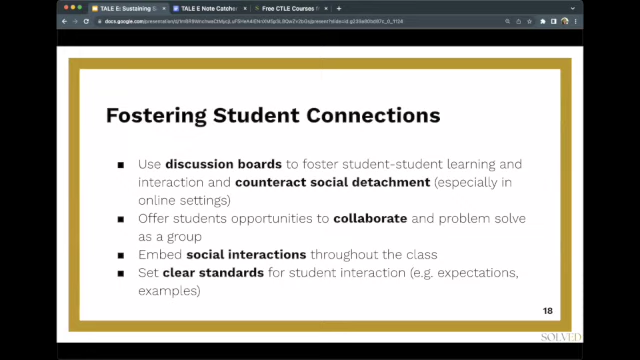 TALE E: Sustaining S
TALE E Note Catcher
Free CTLE Courses
Fostering Student Connections
Use discussion boards to foster student-student learning and
interaction and counteract social detachment (especially in
online settings)
Offer students opportunities to collaborate and problem solve
as a group
Embed social interactions throughout the class
Set clear standards for student interaction (e.g. expectations,
examples)
18
SOLVED